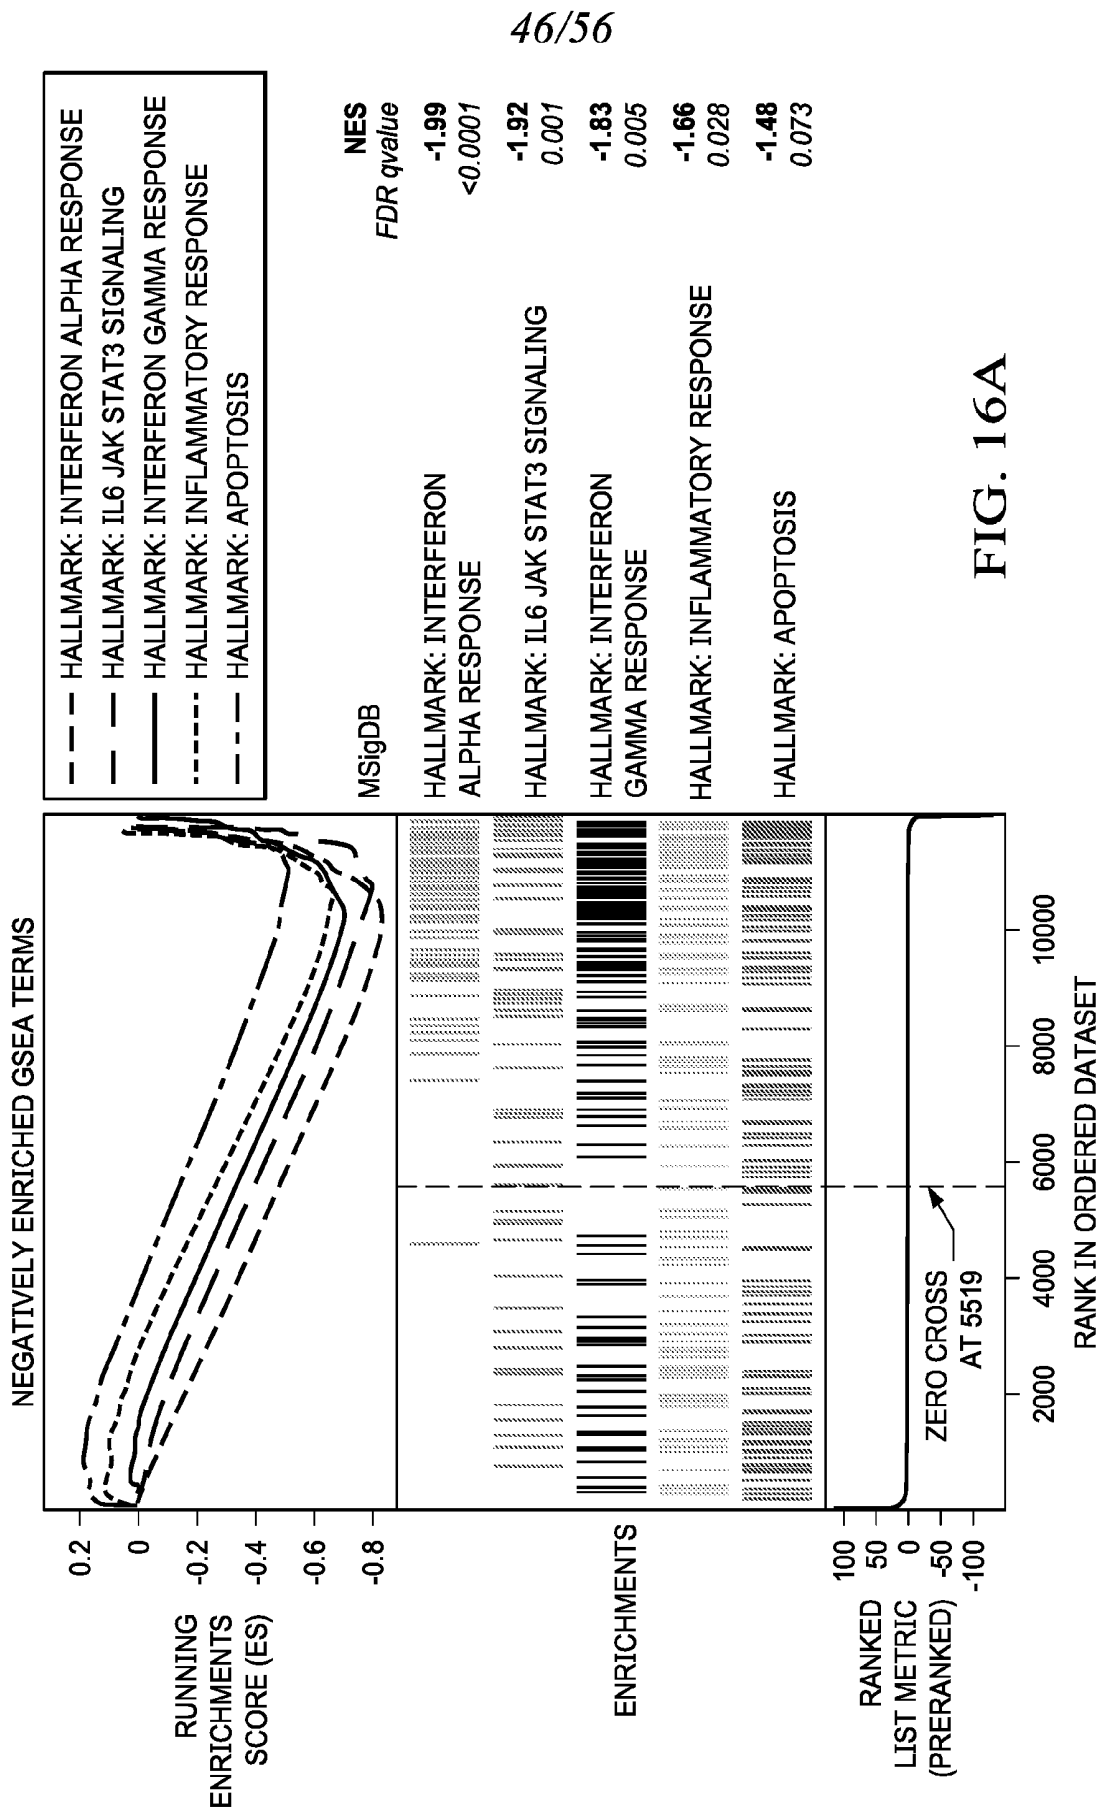 46/56
NEGATIVELY ENRICHED GSEA TERMS
0.2
0
-0.2
-0.4
-0.6
-0.8
RUNNING
ENRICHMENTS
SCORE (ES)
HALLMARK: INTERFERON ALPHA RESPONSE
HALLMARK: IL6 JAK STAT3 SIGNALING
HALLMARK: INTERFERON GAMMA RESPONSE
HALLMARK: INFLAMMATORY RESPONSE
HALLMARK: APOPTOSIS
ENRICHMENTS
MSigDB
NES
FDR qvalue
HALLMARK: INTERFERON
ALPHA RESPONSE
-1.99
<0.0001
HALLMARK: IL6 JAK STAT3 SIGNALING
-1.92
0.001
HALLMARK: INTERFERON
GAMMA RESPONSE
-1.83
0.005
HALLMARK: INFLAMMATORY RESPONSE
-1.66
0.028
HALLMARK: APOPTOSIS
-1.48
0.073
100
50
0
-50
-100
RANKED
LIST METRIC
(PRERANKED)
ZERO CROSS
AT 5519
2000
4000
6000
8000
10000
RANK IN ORDERED DATASET
FIG. 16A